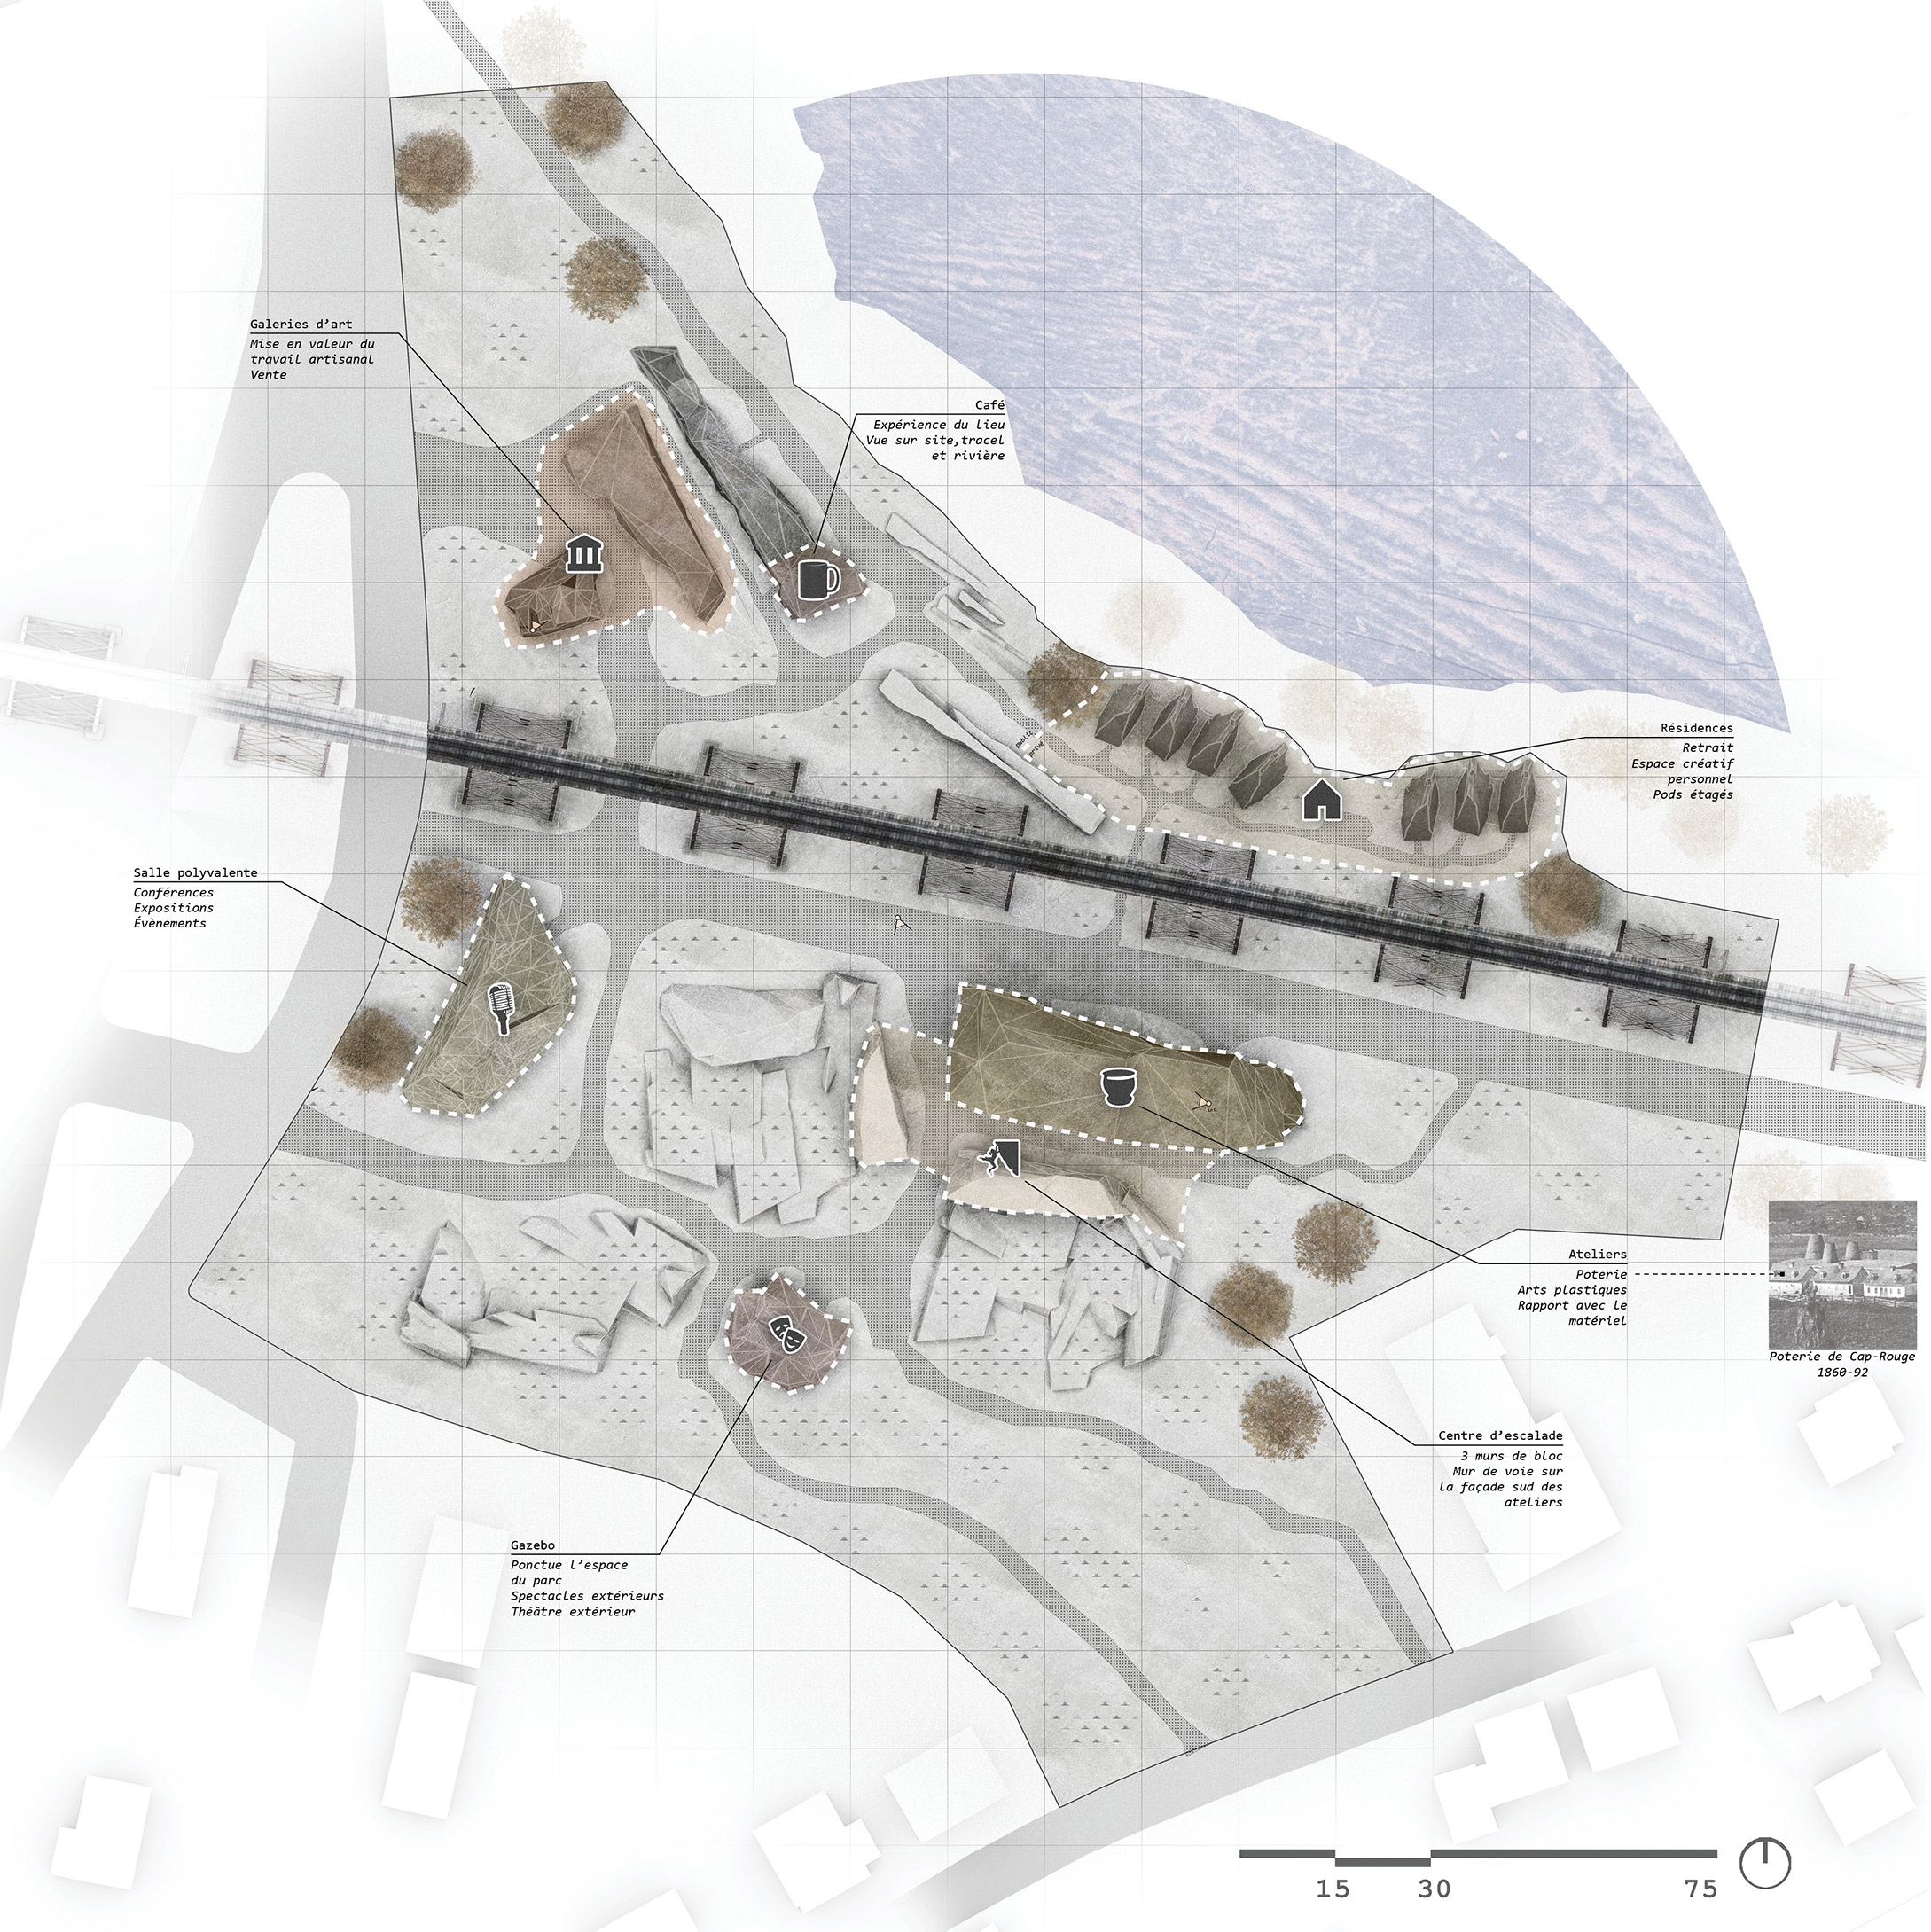 Galeries d’art
Mise en valeur du
travail artisanal
Vente
Café
Expérience du lieu
Vue sur site,tracel
et rivière
public
privé
Résidences
Retrait
Espace créatif
personnel
Pods étagés
Salle polyvalente
Conférences
Expositions
Évènements
Ateliers
Poterie
Arts plastiques
Rapport avec le
matériel
Poterie de Cap-Rouge
1860-92
Centre d’escalade
3 murs de bloc
Mur de voie sur
la façade sud des
ateliers
Gazebo
Ponctue l’espace
du parc
Spectacles extérieurs
Théâtre extérieur
15 30 75